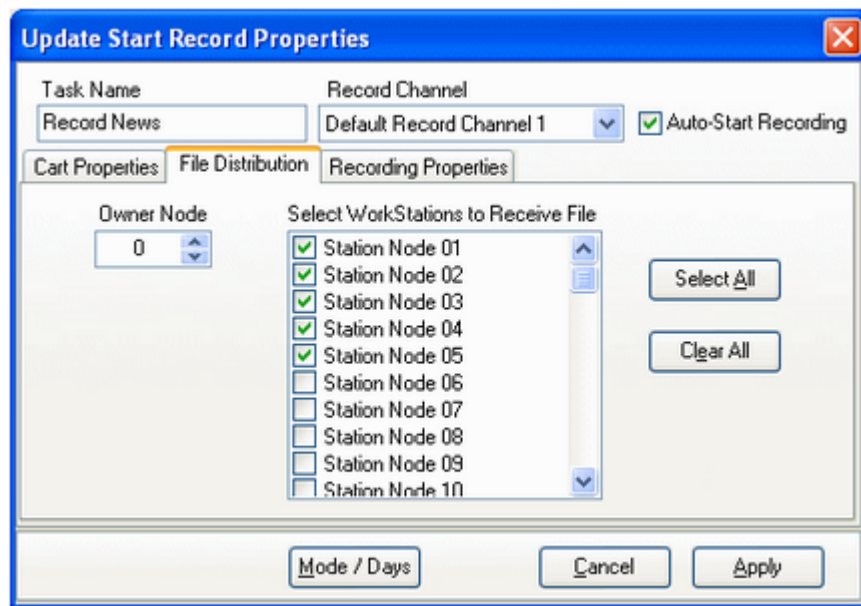 Update Start Record Properties
Task Name
Record Channel
Record News
Default Record Channel 1
Auto-Start Recording
Cart Properties
File Distribution
Recording Properties
Owner Node
Select WorkStations to Receive File
0
Station Node 01
Station Node 02
Station Node 03
Station Node 04
Station Node 05
Station Node 06
Station Node 07
Station Node 08
Station Node 09
Station Node 10
Select All
Clear All
Mode / Days
Cancel
Apply